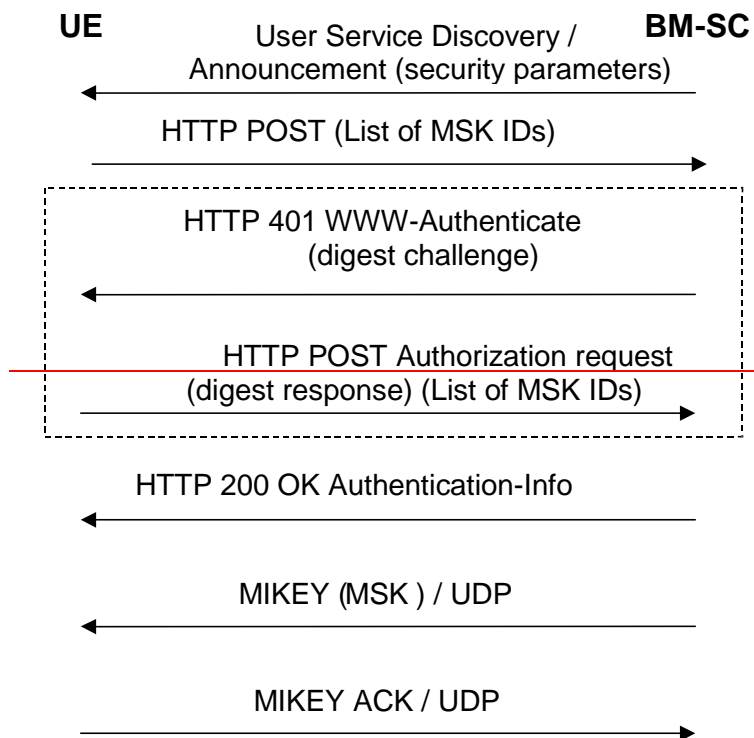 UE
BM-SC
User Service Discovery /
Announcement (security parameters)
HTTP POST (List of MSK IDs)
HTTP 401 WWW-Authenticate
(digest challenge)
HTTP POST Authorization request
(digest response) (List of MSK IDs)
HTTP 200 OK Authentication-Info
MIKEY (MSK ) / UDP
MIKEY ACK / UDP